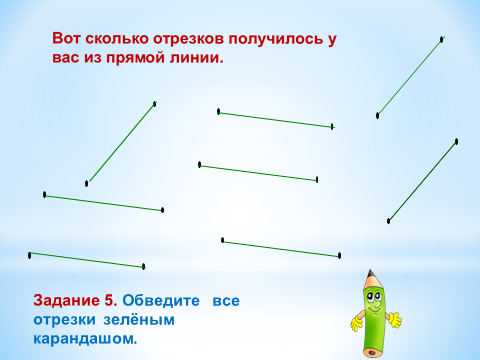 Вот сколько отрезков получилось у
вас из прямой линии.
Задание 5. Обведите все
отрезки зелёным
карандашом.